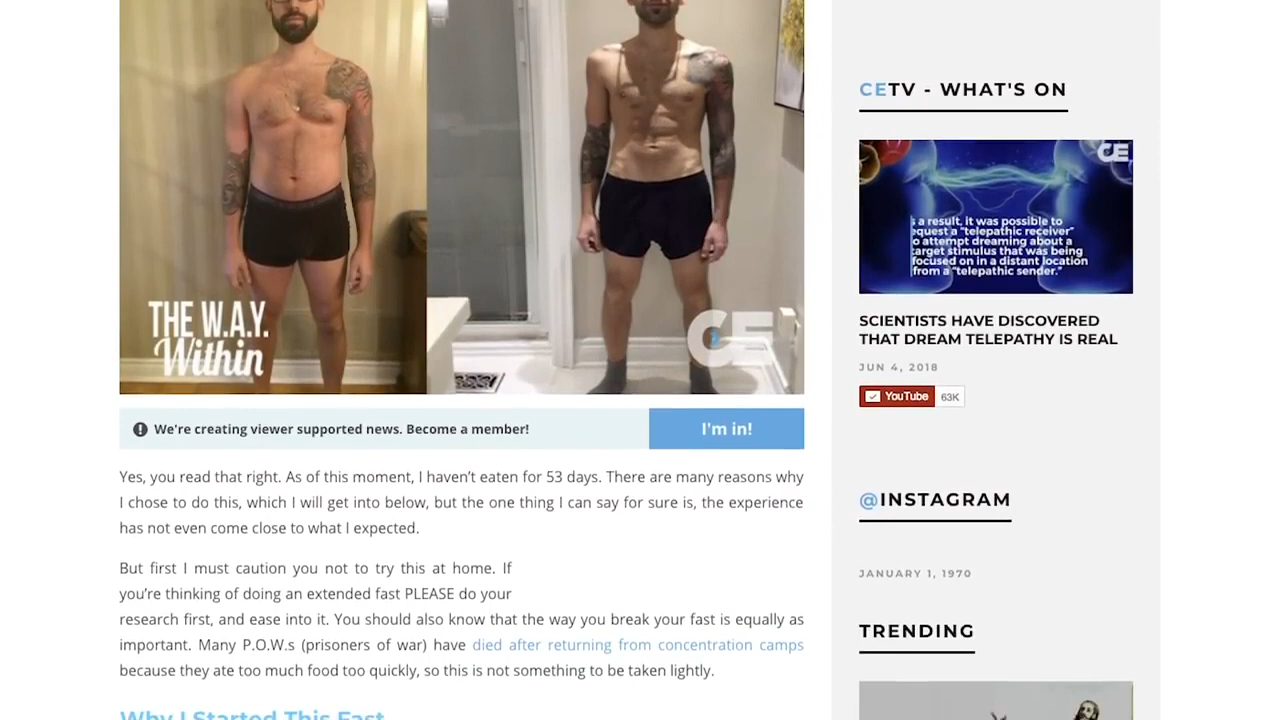 THE W.A.Y.
Within
CE
We're creating viewer supported news. Become a member!
I'm in!
Yes, you read that right. As of this moment, I haven’t eaten for 53 days. There are many reasons why
I chose to do this, which I will get into below, but the one thing I can say for sure is, the experience
has not even come close to what I expected.
But first I must caution you not to try this at home. If
you’re thinking of doing an extended fast PLEASE do your
research first, and ease into it. You should also know that the way you break your fast is equally as
important. Many P.O.W.s (prisoners of war) have died after returning from concentration camps
because they ate too much food too quickly, so this is not something to be taken lightly.
Why I Started This Fast
CETV - WHAT'S ON
CE
s a result, it was possible to
equest a "telepathic receiver"
o attempt dreaming about a
target stimulus that was being
focused on in a distant location
from a "telepathic sender."
SCIENTISTS HAVE DISCOVERED
THAT DREAM TELEPATHY IS REAL
JUN 4, 2018
YouTube 63K
@INSTAGRAM
JANUARY 1, 1970
TRENDING